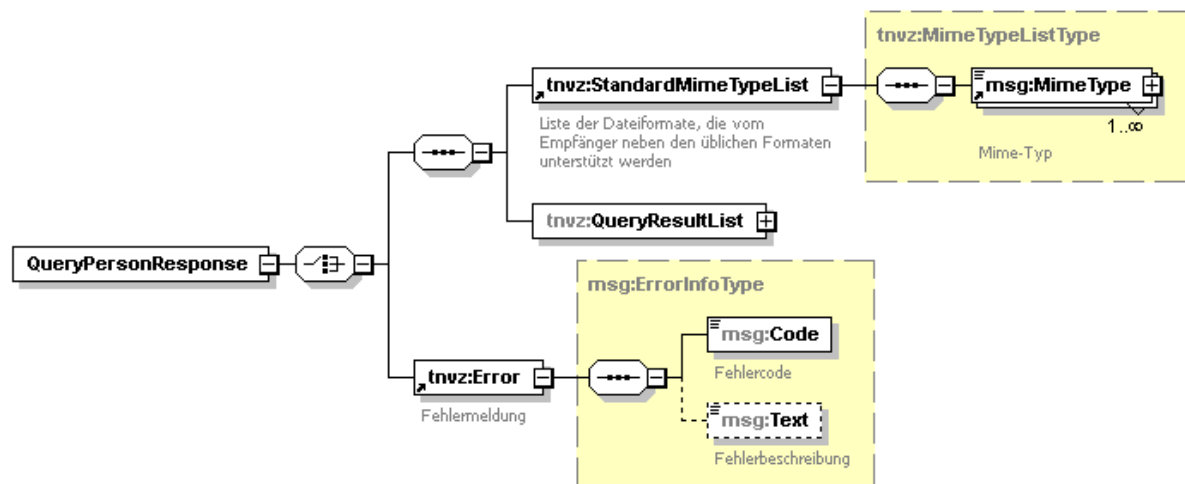 tnvz:MimeTypeListType
tnvz:StandardMimeTypeList
msg:MimeType
1..∞
Liste der Dateiformate, die vom
Empfänger neben den üblichen Formaten
unterstützt werden
Mime-Typ
tnvz:QueryResultList
QueryPersonResponse
msg:ErrorInfoType
msg:Code
Fehlercode
tnvz:Error
Fehlermeldung
msg:Text
Fehlerbeschreibung